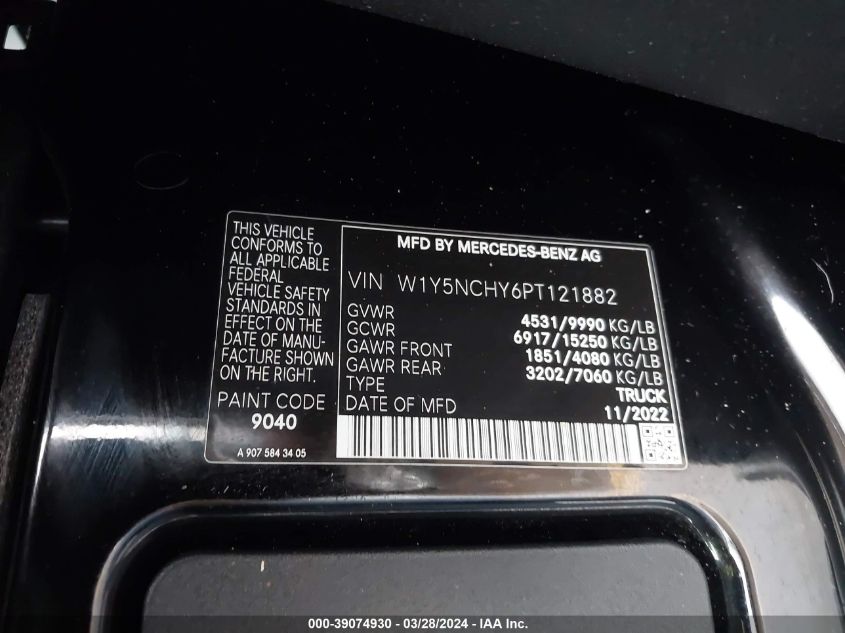 THIS VEHICLE
CONFORMS TO
ALL APPLICABLE
FEDERAL
VEHICLE SAFETY
STANDARDS IN
EFFECT ON THE
DATE OF MANU-
FACTURE SHOWN
ON THE RIGHT.
PAINT CODE
9040
A 907 584 34 05
MFD BY MERCEDES-BENZ AG
VIN W1Y5NCHY6PT121882
GVWR 4531/9990 KG/LB
GCWR 6917/15250 KG/LB
GAWR FRONT 1851/4080 KG/LB
GAWR REAR 3202/7060 KG/LB
TYPE TRUCK
DATE OF MFD 11/2022
000-39074930 / 03/28/2024 - IAA Inc.